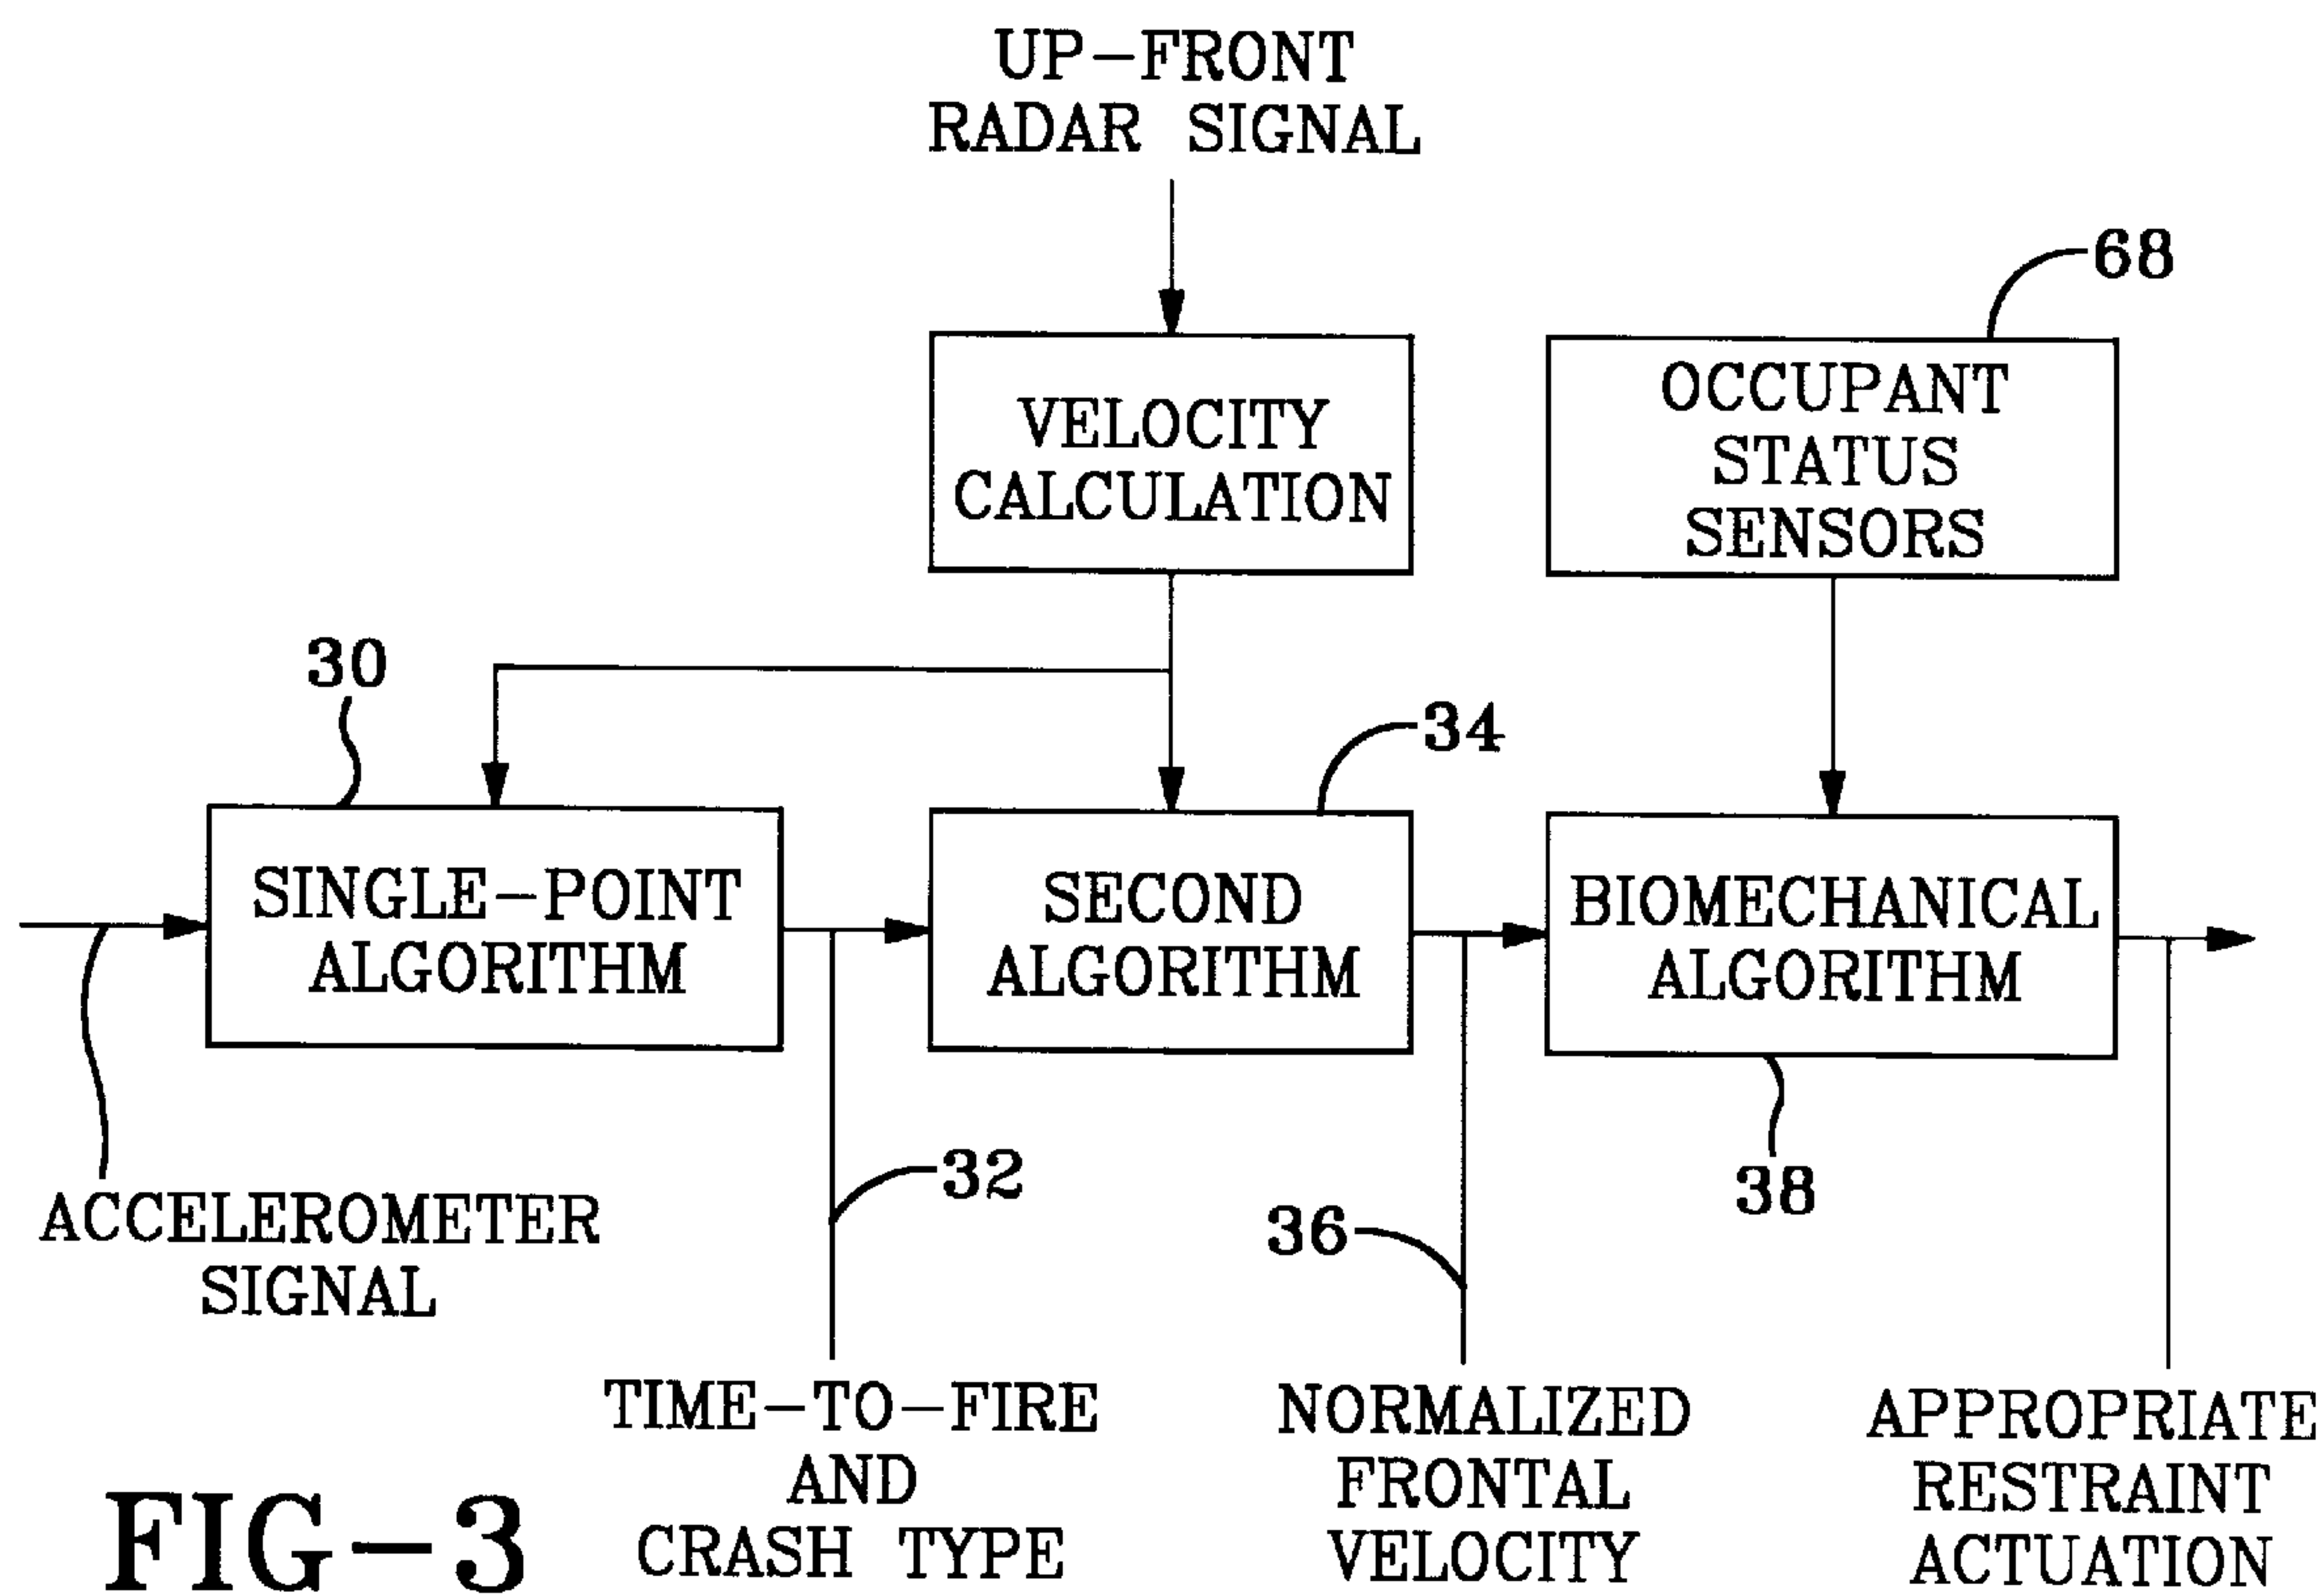 UP-FRONT
RADAR SIGNAL
68
VELOCITY
CALCULATION
OCCUPANT
STATUS
SENSORS
30
34
SINGLE-POINT
ALGORITHM
SECOND
ALGORITHM
BIOMECHANICAL
ALGORITHM
32
38
36
ACCELEROMETER
SIGNAL
TIME-TO-FIRE
AND
CRASH TYPE
NORMALIZED
FRONTAL
VELOCITY
APPROPRIATE
RESTRAINT
ACTUATION
FIG-3